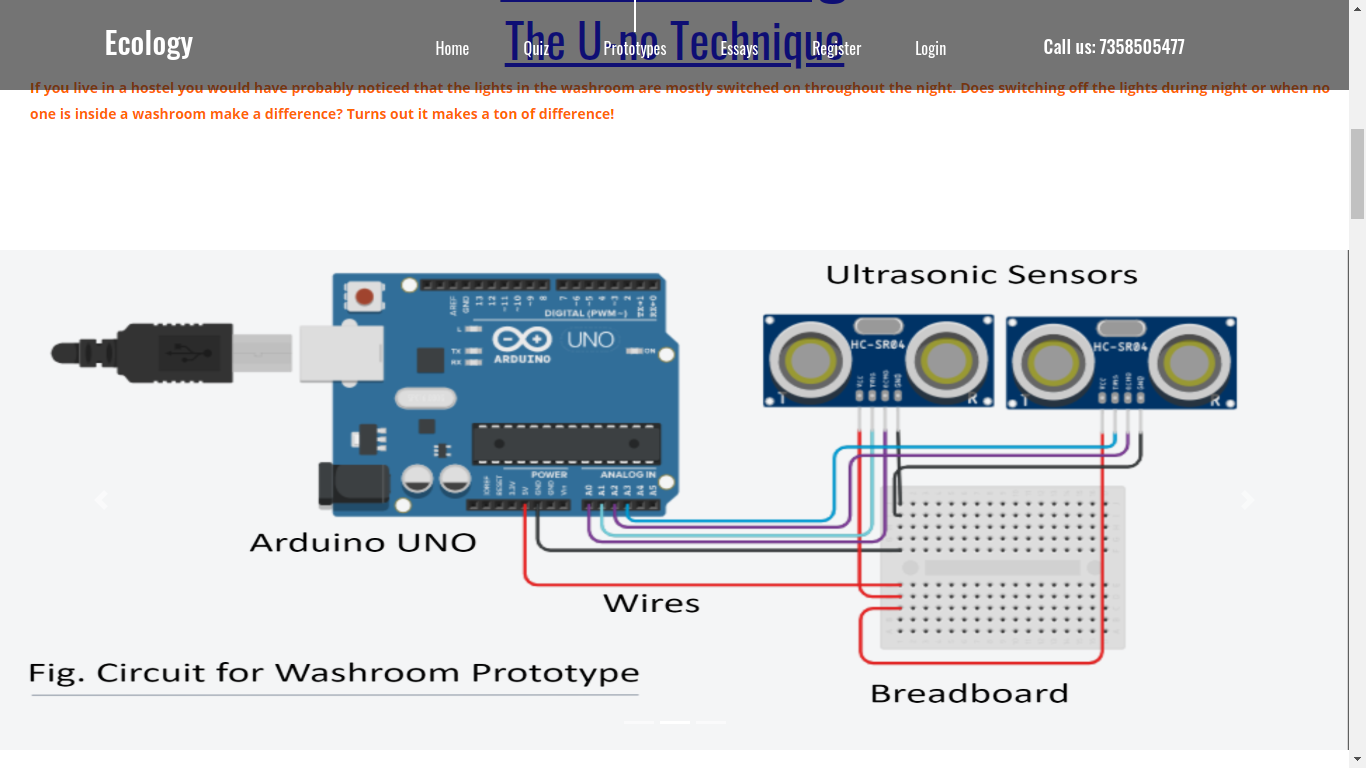 Ecology
Home Quiz Prototypes Essays Register Login
Call us: 7358505477
The U-no Technique
If you live in a hostel you would have probably noticed that the lights in the washroom are mostly switched on throughout the night. Does switching off the lights during night or when no
one is inside a washroom make a difference? Turns out it makes a ton of difference!
Ultrasonic Sensors
AREF GND 13 12 ~11 ~10 ~9 8 7 ~6 ~5 4 ~3 2 TX→1 RX←0
DIGITAL (PWM~)
L
TX
RX
ARDUINO
UNO
ON
HC-SR04
VCC TRIG ECHO GND
T R
HC-SR04
VCC TRIG ECHO GND
T R
POWER ANALOG IN
IOREF RESET 3.3V 5V GND GND Vin A0 A1 A2 A3 A4 A5
Arduino UNO
Wires
Fig. Circuit for Washroom Prototype
Breadboard